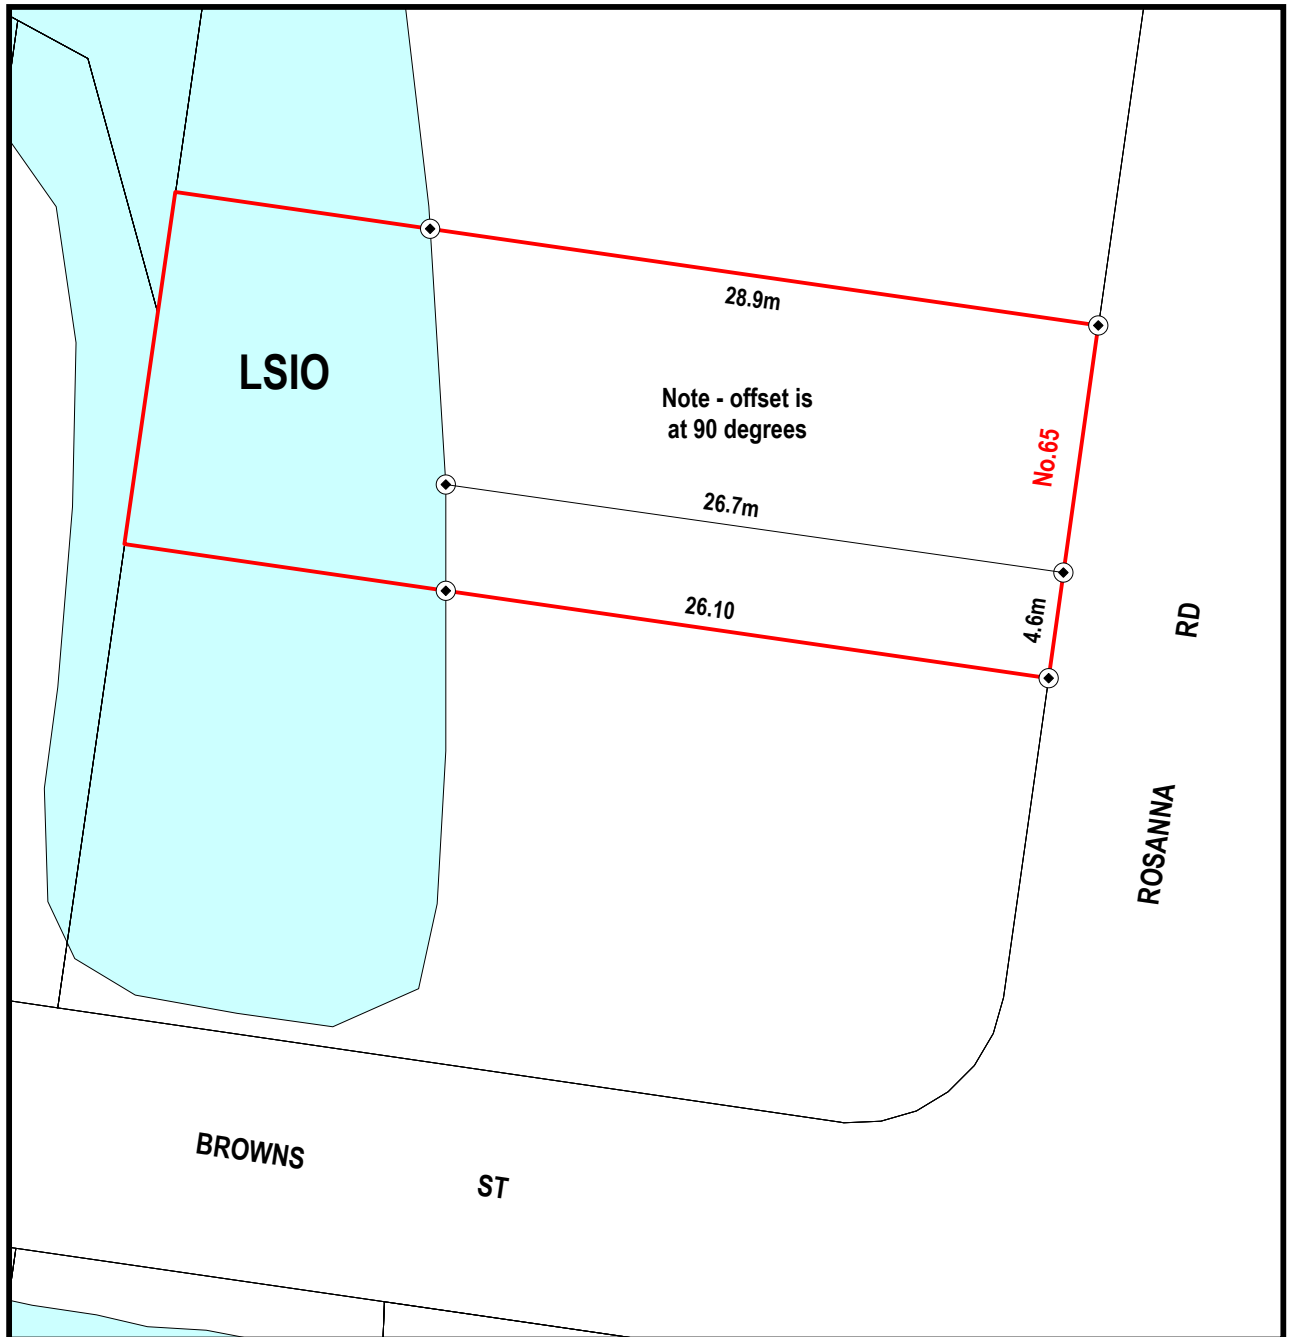 28.9m
LSIO
Note - offset is
at 90 degrees
No.65
26.7m
26.10
4.6m
RD
ROSANNA
BROWNS
ST